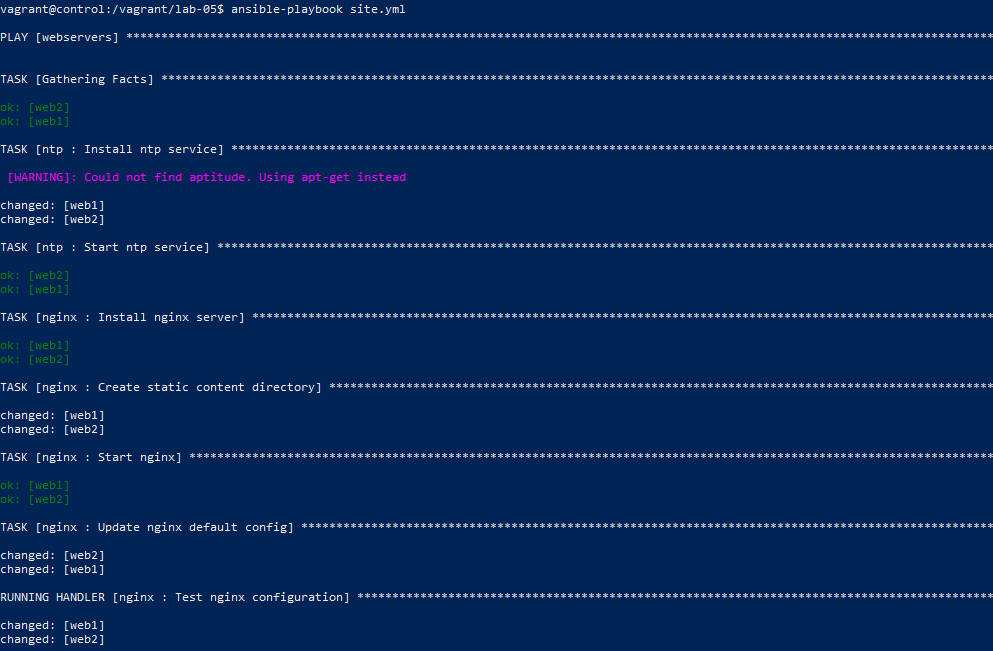 vagrant@control:/vagrant/lab-05$ ansible-playbook site.yml
PLAY [webservers] ****************************************************************************************************************************
TASK [Gathering Facts] ***********************************************************************************************************************
ok: [web2]
ok: [web1]
TASK [ntp : Install ntp service] *************************************************************************************************************
[WARNING]: Could not find aptitude. Using apt-get instead
changed: [web1]
changed: [web2]
TASK [ntp : Start ntp service] ***************************************************************************************************************
ok: [web2]
ok: [web1]
TASK [nginx : Install nginx server] **********************************************************************************************************
ok: [web1]
ok: [web2]
TASK [nginx : Create static content directory] ***********************************************************************************************
changed: [web1]
changed: [web2]
TASK [nginx : Start nginx] *******************************************************************************************************************
ok: [web1]
ok: [web2]
TASK [nginx : Update nginx default config] ***************************************************************************************************
changed: [web2]
changed: [web1]
RUNNING HANDLER [nginx : Test nginx configuration] *******************************************************************************************
changed: [web1]
changed: [web2]